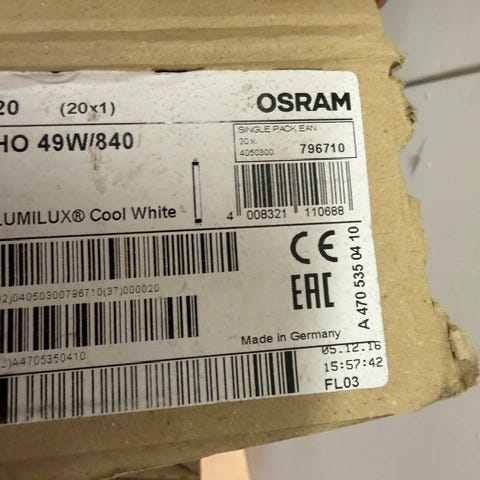 20 (20x1)
OSRAM
HO 49W/840
SINGLE PACK EAN
20 x
4050300 796710
LUMILUX® Cool White
4 008321 110688
CE
EAC
A 470 535 04 10
02)04050300796710(37)000020
Made in Germany
)A4705350410
05.12.16
15:57:42
FL03